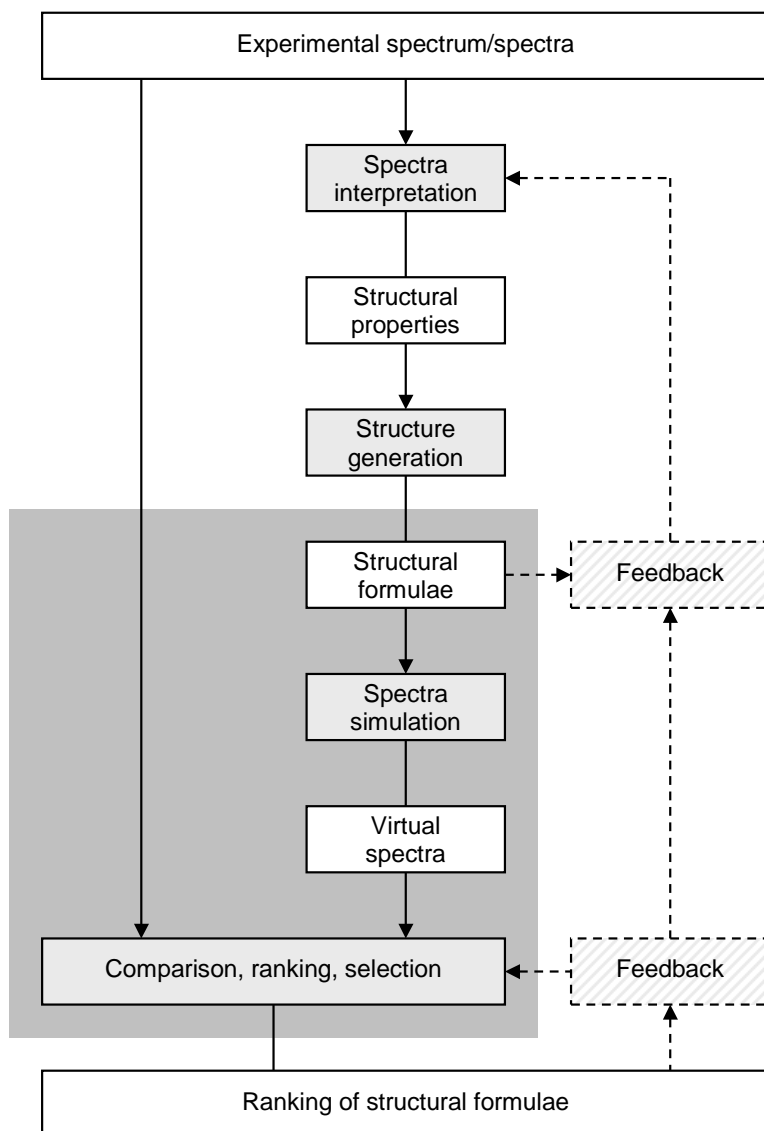 Experimental spectrum/spectra
Spectra
interpretation
Structural
properties
Structure
generation
Structural
formulae
Feedback
Spectra
simulation
Virtual
spectra
Comparison, ranking, selection
Feedback
Ranking of structural formulae